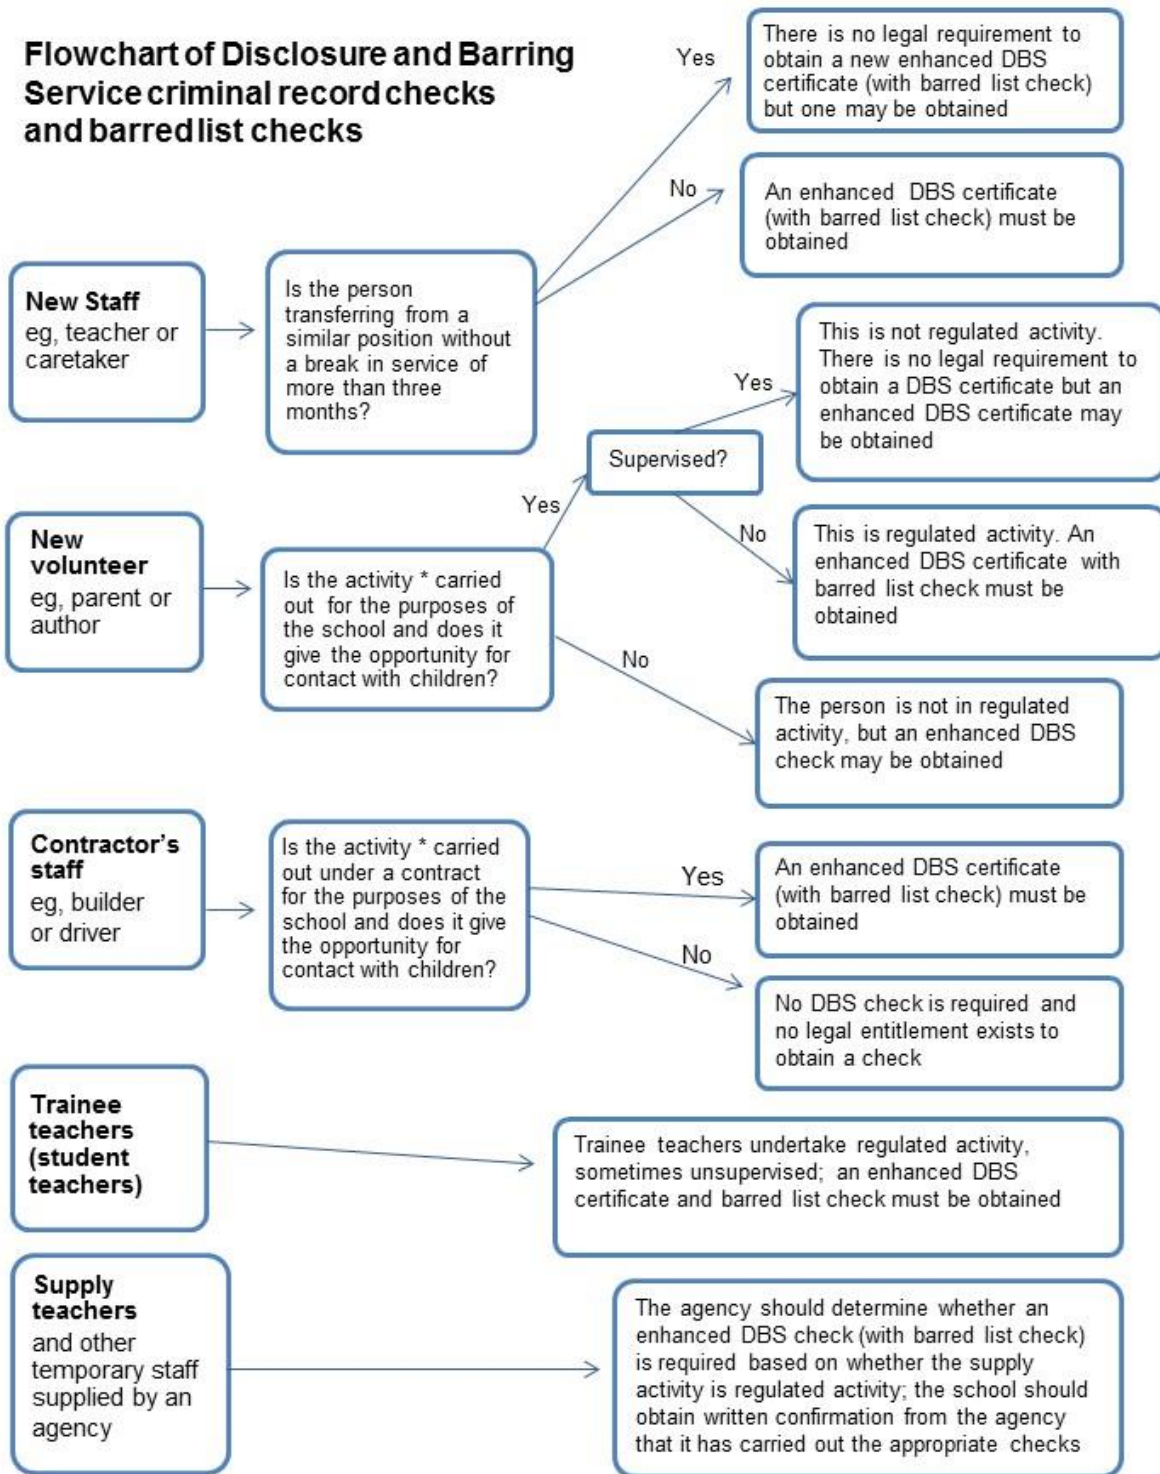 Flowchart of Disclosure and Barring
Service criminal record checks
and barred list checks
New Staff
eg, teacher or
caretaker
Is the person
transferring from a
similar position without
a break in service of
more than three
months?
Yes
There is no legal requirement to
obtain a new enhanced DBS
certificate (with barred list check)
but one may be obtained
No
An enhanced DBS certificate
(with barred list check) must be
obtained
New
volunteer
eg, parent or
author
Is the activity * carried
out for the purposes of
the school and does it
give the opportunity for
contact with children?
Yes
Supervised?
Yes
This is not regulated activity.
There is no legal requirement to
obtain a DBS certificate but an
enhanced DBS certificate may
be obtained
No
This is regulated activity. An
enhanced DBS certificate with
barred list check must be
obtained
No
The person is not in regulated
activity, but an enhanced DBS
check may be obtained
Contractor's
staff
eg, builder
or driver
Is the activity * carried
out under a contract
for the purposes of the
school and does it give
the opportunity for
contact with children?
Yes
An enhanced DBS certificate
(with barred list check) must be
obtained
No
No DBS check is required and
no legal entitlement exists to
obtain a check
Trainee
teachers
(student
teachers)
Trainee teachers undertake regulated activity,
sometimes unsupervised; an enhanced DBS
certificate and barred list check must be obtained
Supply
teachers
and other
temporary staff
supplied by an
agency
The agency should determine whether an
enhanced DBS check (with barred list check)
is required based on whether the supply
activity is regulated activity; the school should
obtain written confirmation from the agency
that it has carried out the appropriate checks